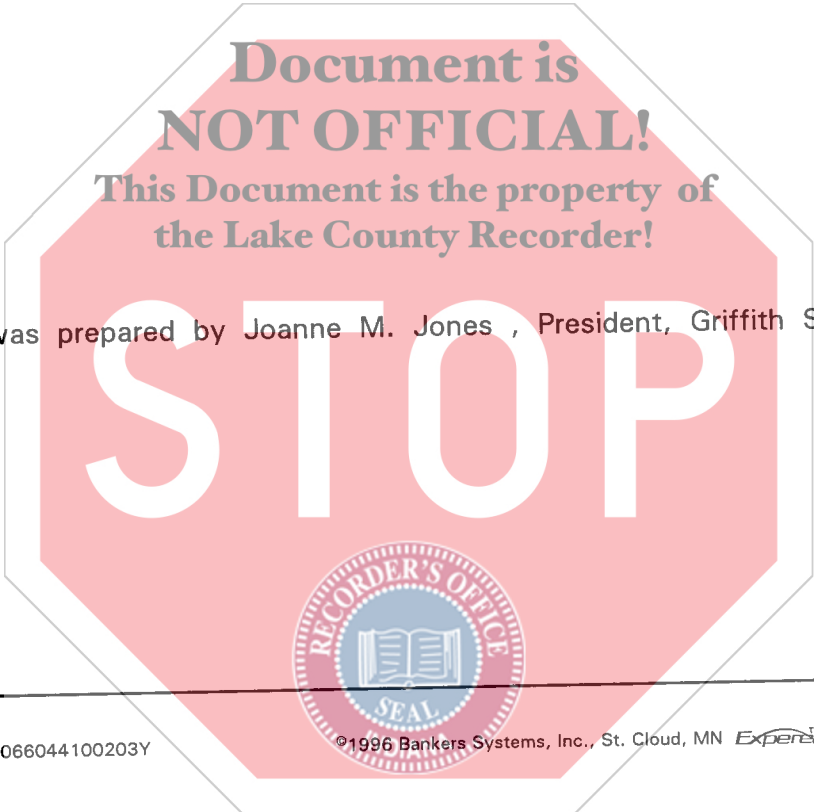 Document is
NOT OFFICIAL!
This Document is the property of
the Lake County Recorder!
was prepared by Joanne M. Jones , President, Griffith S
STOP
RECORDER'S OFFICE
SEAL
INDIANA
066044100203Y ©1996 Bankers Systems, Inc., St. Cloud, MN